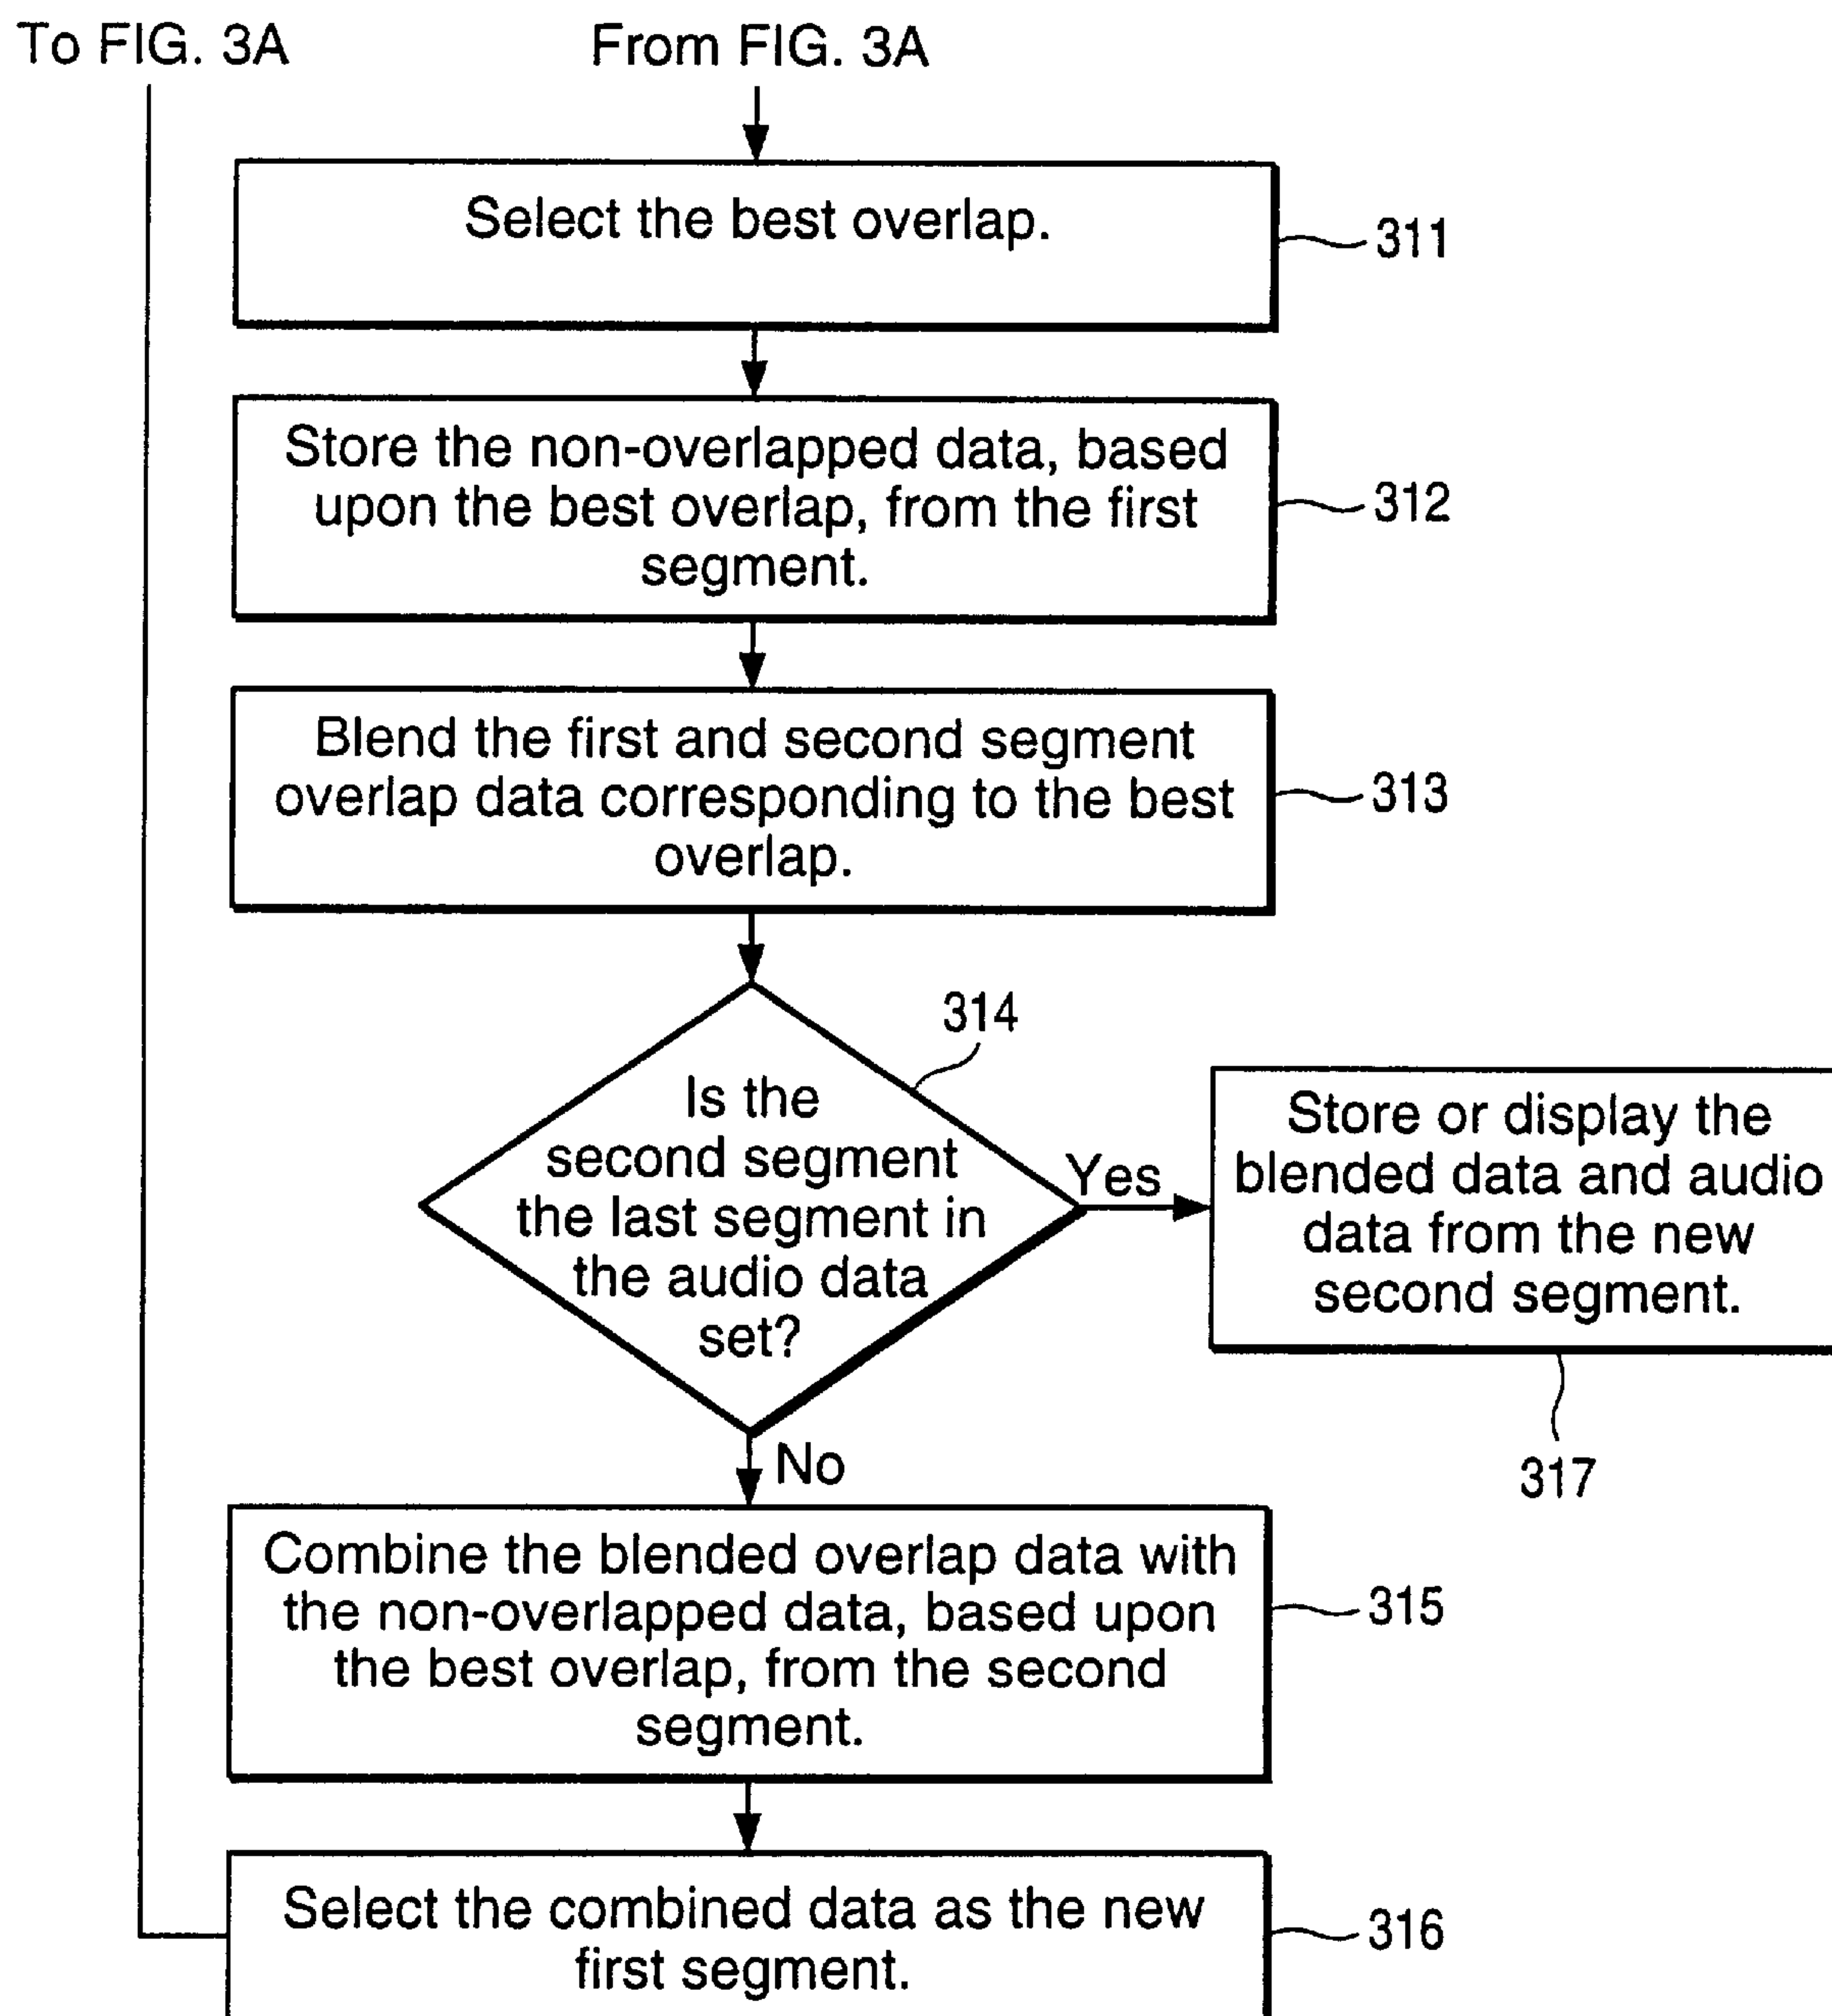 To FIG. 3A
From FIG. 3A
Select the best overlap.
311
Store the non-overlapped data, based
upon the best overlap, from the first
segment.
312
Blend the first and second segment
overlap data corresponding to the best
overlap.
313
314
Is the
second segment
the last segment in
the audio data
set?
Yes
Store or display the
blended data and audio
data from the new
second segment.
317
No
Combine the blended overlap data with
the non-overlapped data, based upon
the best overlap, from the second
segment.
315
Select the combined data as the new
first segment.
316